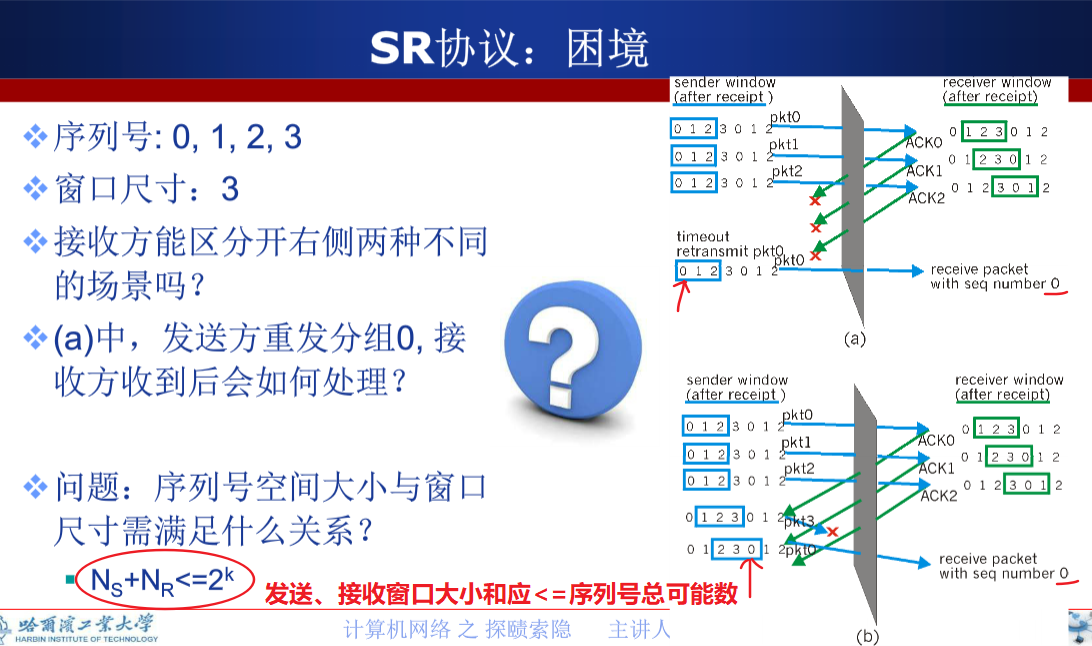 SR协议：困境
序列号: 0, 1, 2, 3
窗口尺寸：3
接收方能区分开右侧两种不同
的场景吗？
(a)中，发送方重发分组0, 接
收方收到后会如何处理？
问题：序列号空间大小与窗口
尺寸需满足什么关系？
NS+NR<=2k
发送、接收窗口大小和应<=序列号总可能数
sender window
(after receipt )
receiver window
(after receipt)
0 1 2 3 0 1 2
pkt0
ACK0
0 1 2 3 0 1 2
0 1 2 3 0 1 2
pkt1
ACK1
0 1 2 3 0 1 2
0 1 2 3 0 1 2
pkt2
ACK2
0 1 2 3 0 1 2
timeout
retransmit pkt0
0 1 2 3 0 1 2
pkt0
receive packet
with seq number 0
(a)
sender window
(after receipt )
receiver window
(after receipt)
0 1 2 3 0 1 2
pkt0
ACK0
0 1 2 3 0 1 2
0 1 2 3 0 1 2
pkt1
ACK1
0 1 2 3 0 1 2
0 1 2 3 0 1 2
pkt2
ACK2
0 1 2 3 0 1 2
0 1 2 3 0 1 2
pkt3
0 1 2 3 0 1 2
pkt0
receive packet
with seq number 0
(b)
哈爾濱工業大學
HARBIN INSTITUTE OF TECHNOLOGY
计算机网络 之 探赜索隐
主讲人